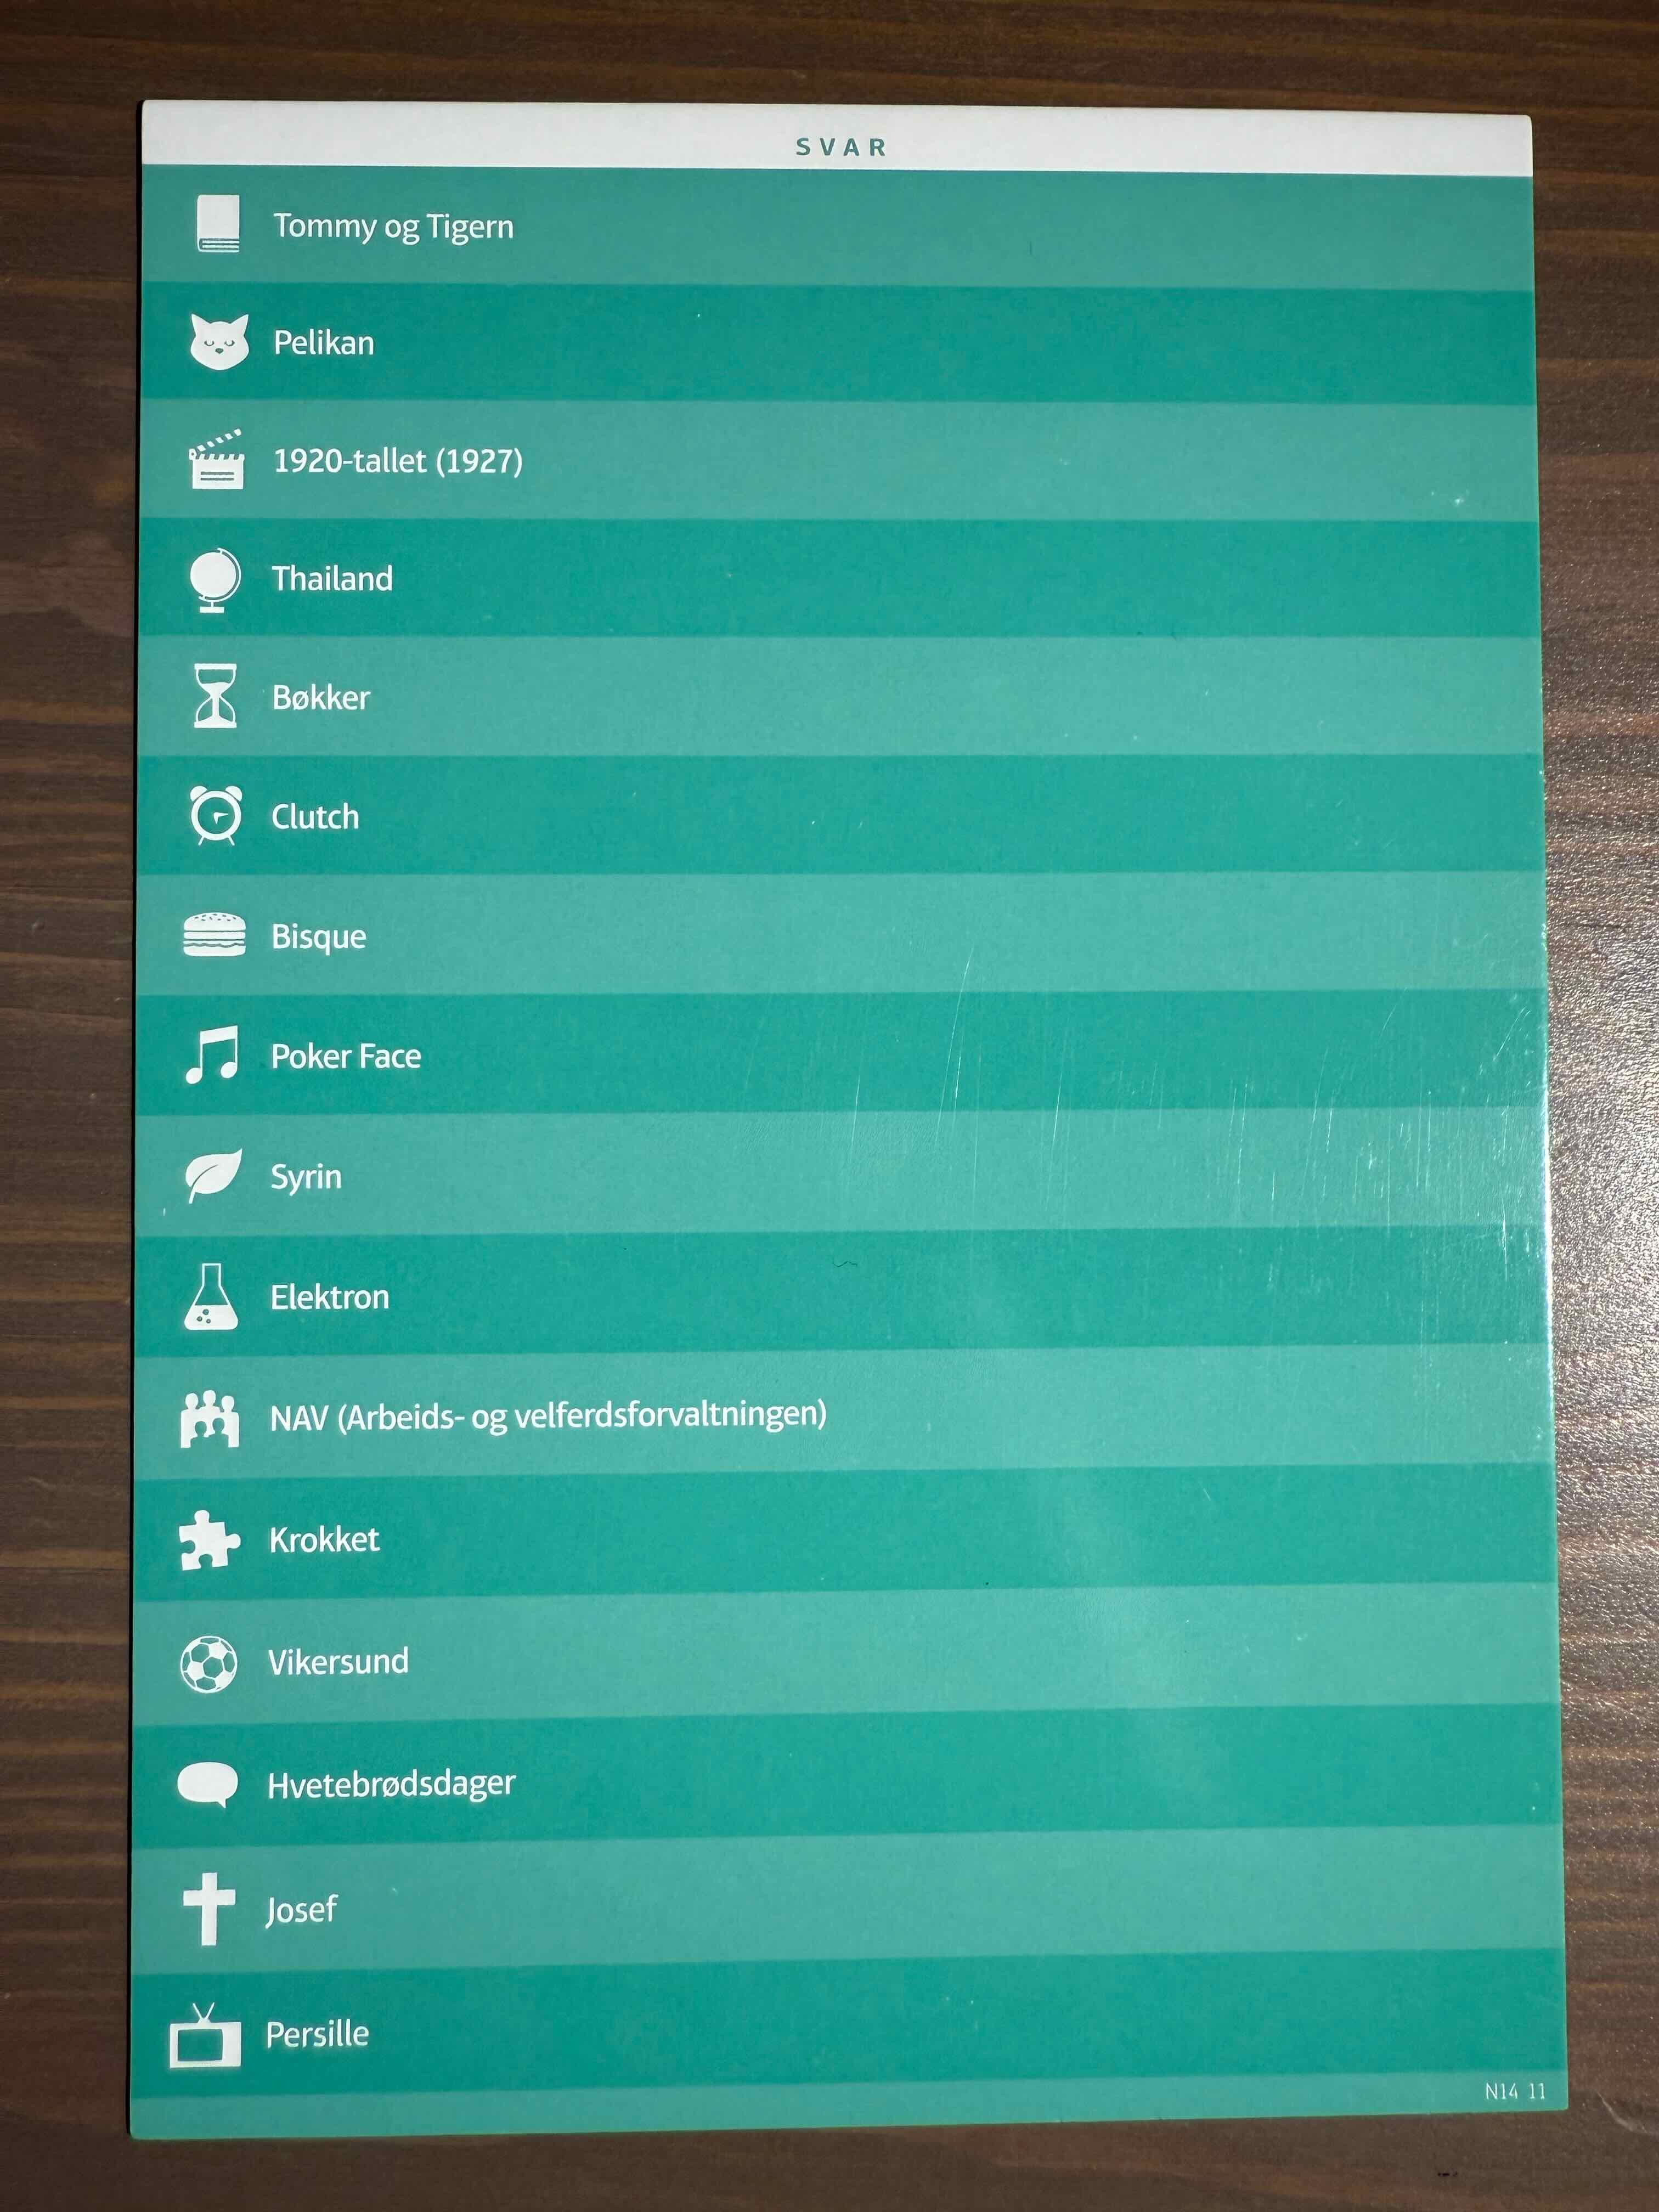 SVAR
Tommy og Tigern
Pelikan
1920-tallet (1927)
Thailand
Bøkker
Clutch
Bisque
Poker Face
Syrin
Elektron
NAV (Arbeids- og velferdsforvaltningen)
Krokket
Vikersund
Hvetebrødsdager
Josef
Persille
N14 11